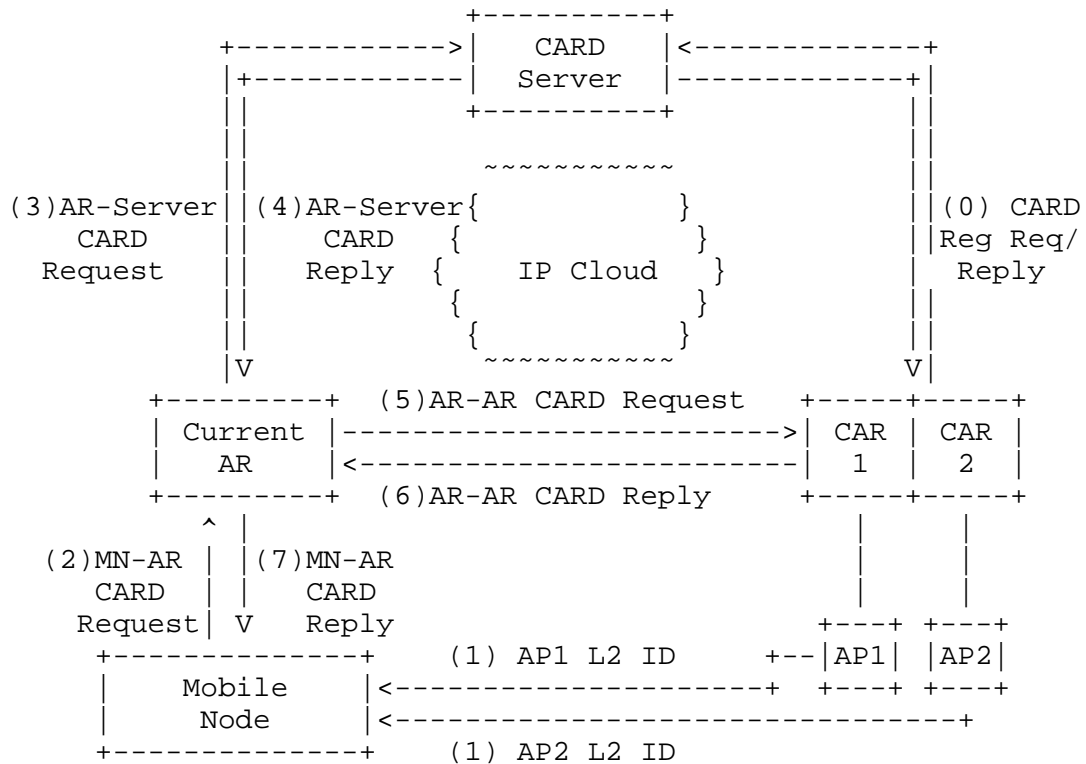 CARD
Server
(3)AR-Server (4)AR-Server (0) CARD
CARD CARD Reg Req/
Request Reply IP Cloud Reply
(5)AR-AR CARD Request
Current CAR CAR
AR 1 2
(6)AR-AR CARD Reply
(2)MN-AR (7)MN-AR
CARD CARD
Request Reply
(1) AP1 L2 ID AP1 AP2
Mobile
Node
(1) AP2 L2 ID